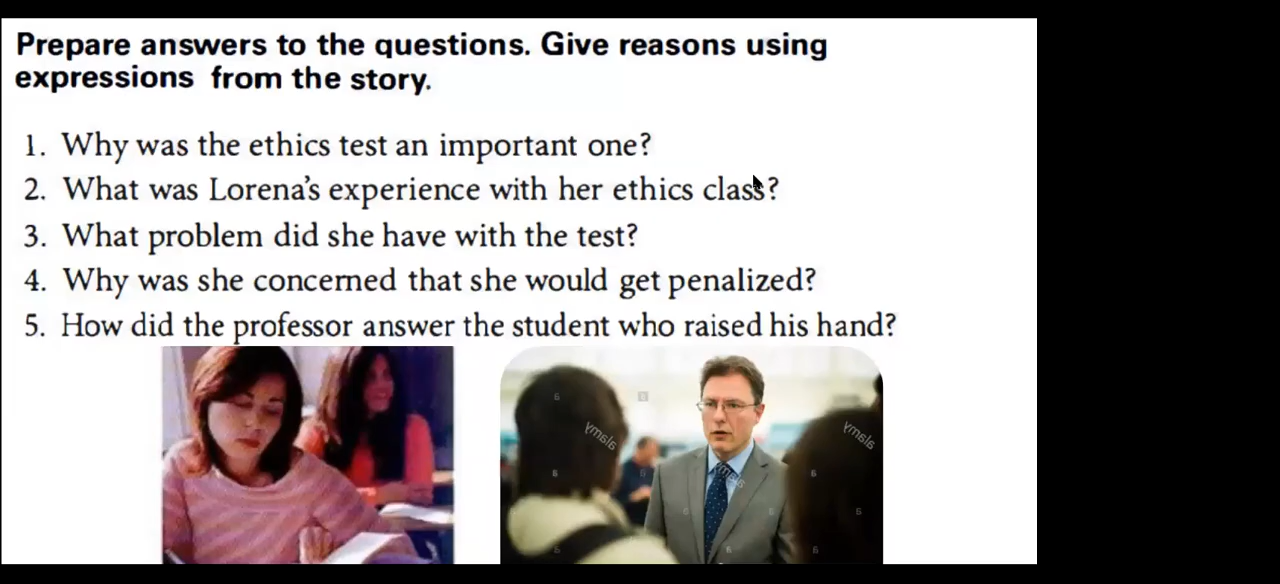 Prepare answers to the questions. Give reasons using
expressions from the story.
1. Why was the ethics test an important one?
2. What was Lorena's experience with her ethics class?
3. What problem did she have with the test?
4. Why was she concerned that she would get penalized?
5. How did the professor answer the student who raised his hand?
alamy
alamy
alamy